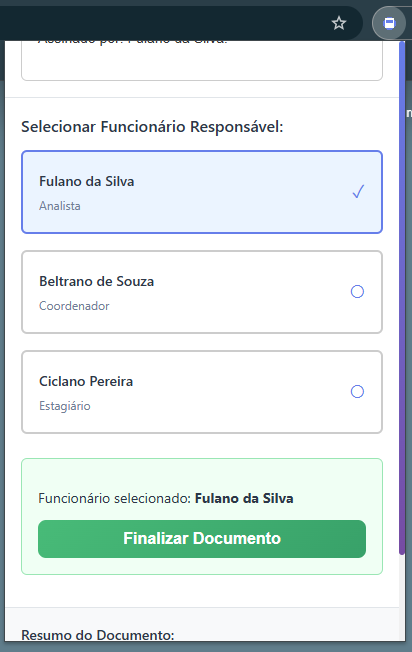 Assinado por: Fulano da Silva.
Selecionar Funcionário Responsável:
Fulano da Silva
Analista
Beltrano de Souza
Coordenador
Ciclano Pereira
Estagiário
Funcionário selecionado: Fulano da Silva
Finalizar Documento
Resumo do Documento: